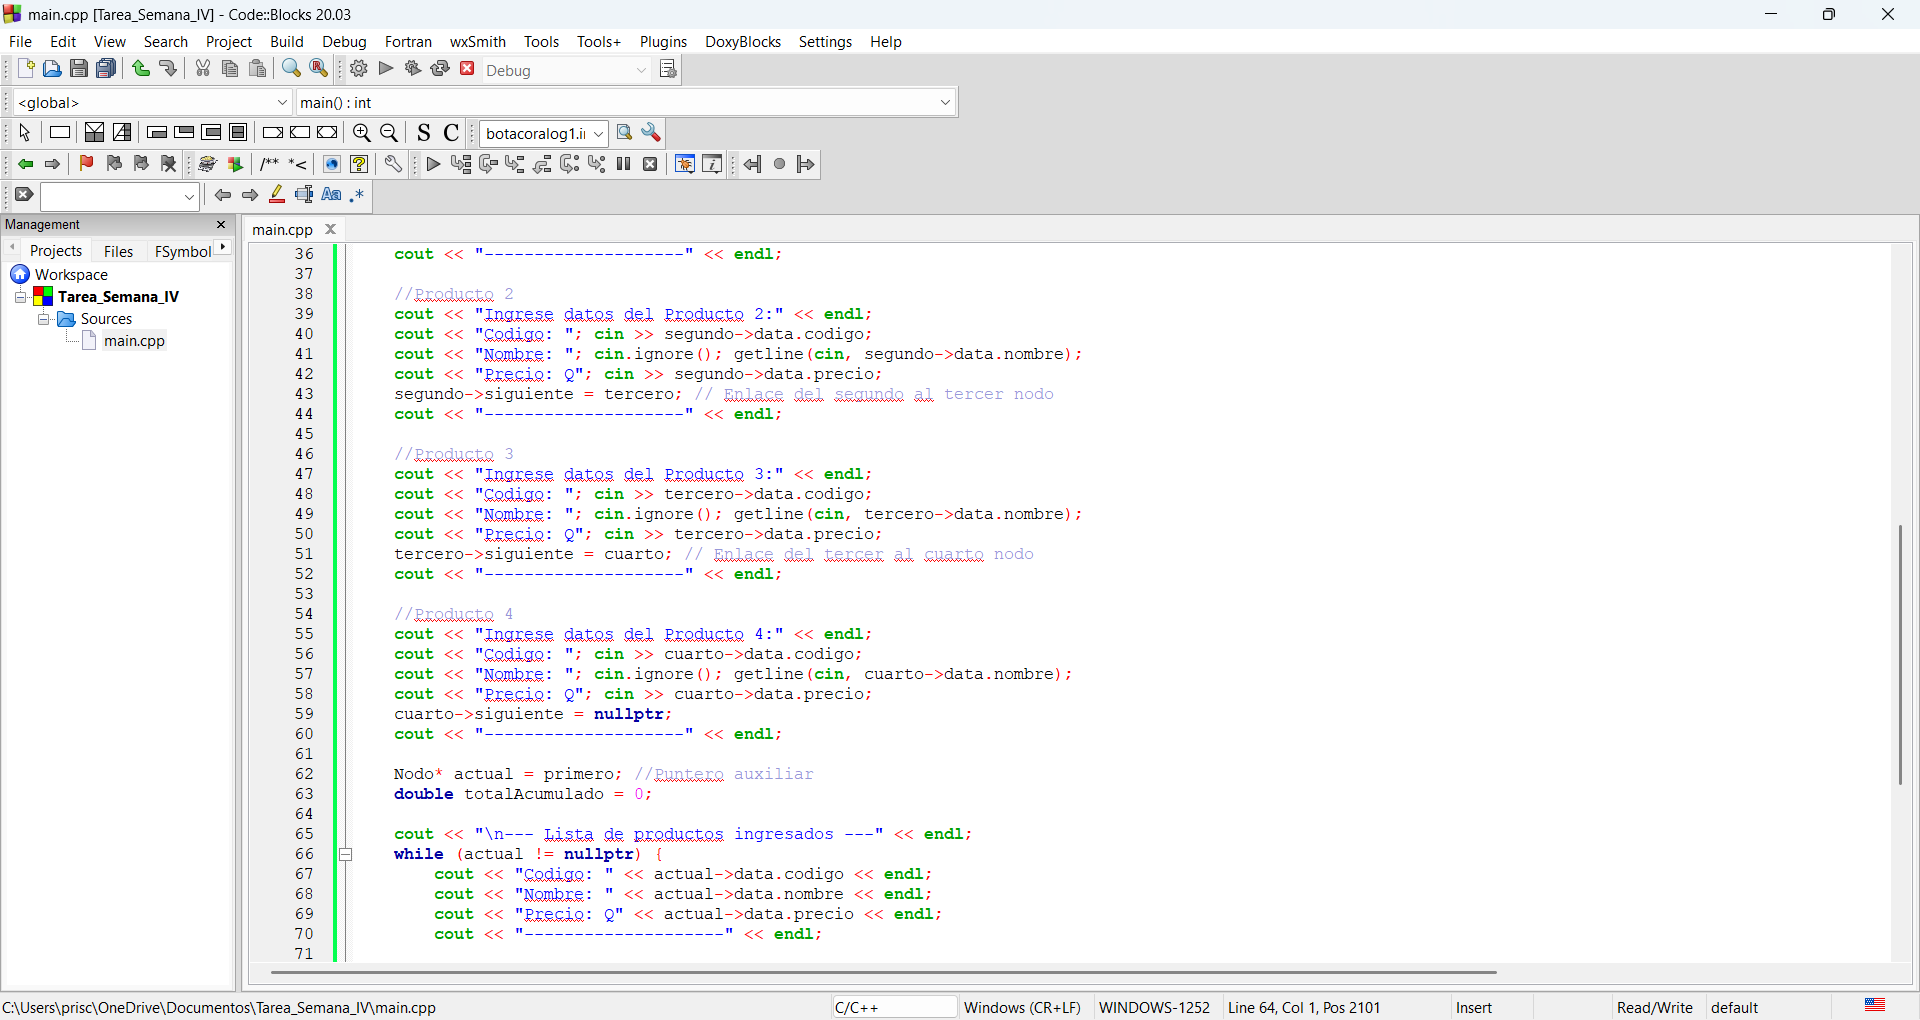 main.cpp [Tarea_Semana_IV] - Code::Blocks 20.03
File Edit View Search Project Build Debug Fortran wxSmith Tools Tools+ Plugins DoxyBlocks Settings Help
Debug
<global> main() : int
S C botacoralog1.i
/** *<
Aa .*
Management
Projects Files FSymbol
main.cpp
Workspace
Tarea_Semana_IV
Sources
main.cpp
36 cout << "--------------------" << endl;
37
38 //Producto 2
39 cout << "Ingrese datos del Producto 2:" << endl;
40 cout << "Codigo: "; cin >> segundo->data.codigo;
41 cout << "Nombre: "; cin.ignore(); getline(cin, segundo->data.nombre);
42 cout << "Precio: Q"; cin >> segundo->data.precio;
43 segundo->siguiente = tercero; // Enlace del segundo al tercer nodo
44 cout << "--------------------" << endl;
45
46 //Producto 3
47 cout << "Ingrese datos del Producto 3:" << endl;
48 cout << "Codigo: "; cin >> tercero->data.codigo;
49 cout << "Nombre: "; cin.ignore(); getline(cin, tercero->data.nombre);
50 cout << "Precio: Q"; cin >> tercero->data.precio;
51 tercero->siguiente = cuarto; // Enlace del tercer al cuarto nodo
52 cout << "--------------------" << endl;
53
54 //Producto 4
55 cout << "Ingrese datos del Producto 4:" << endl;
56 cout << "Codigo: "; cin >> cuarto->data.codigo;
57 cout << "Nombre: "; cin.ignore(); getline(cin, cuarto->data.nombre);
58 cout << "Precio: Q"; cin >> cuarto->data.precio;
59 cuarto->siguiente = nullptr;
60 cout << "--------------------" << endl;
61
62 Nodo* actual = primero; //Puntero auxiliar
63 double totalAcumulado = 0;
64
65 cout << "\n--- Lista de productos ingresados ---" << endl;
66 while (actual != nullptr) {
67 cout << "Codigo: " << actual->data.codigo << endl;
68 cout << "Nombre: " << actual->data.nombre << endl;
69 cout << "Precio: Q" << actual->data.precio << endl;
70 cout << "--------------------" << endl;
71
C:\Users\prisc\OneDrive\Documentos\Tarea_Semana_IV\main.cpp C/C++ Windows (CR+LF) WINDOWS-1252 Line 64, Col 1, Pos 2101 Insert Read/Write default